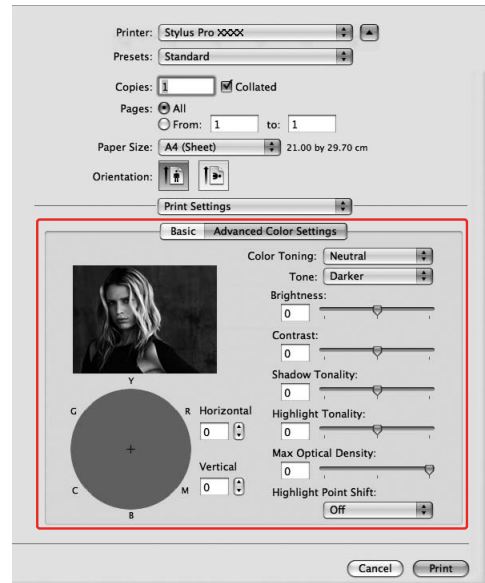 Printer: Stylus Pro XXXX
Presets: Standard
Copies: 1 Collated
Pages: All
From: 1 to: 1
Paper Size: A4 (Sheet) 21.00 by 29.70 cm
Orientation:
Print Settings
Basic Advanced Color Settings
Color Toning: Neutral
Tone: Darker
Brightness:
0
Contrast:
0
Shadow Tonality:
0
Highlight Tonality:
0
Max Optical Density:
0
Highlight Point Shift:
Off
Y
G R
C M
B
Horizontal
0
Vertical
0
Cancel Print